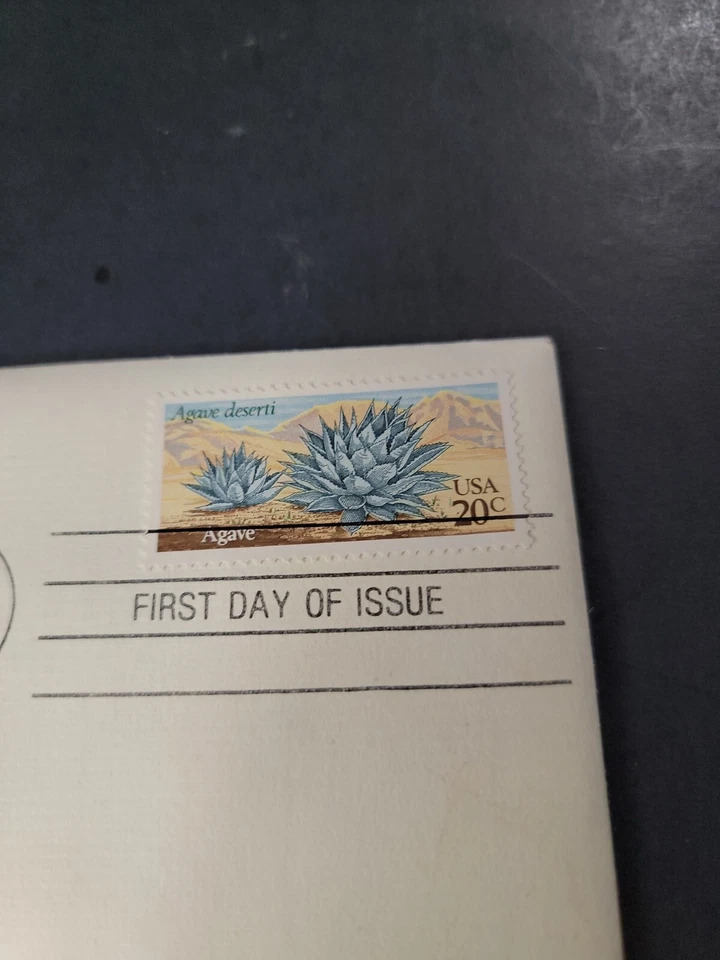 Agave deserti
USA
20c
Agave
FIRST DAY OF ISSUE